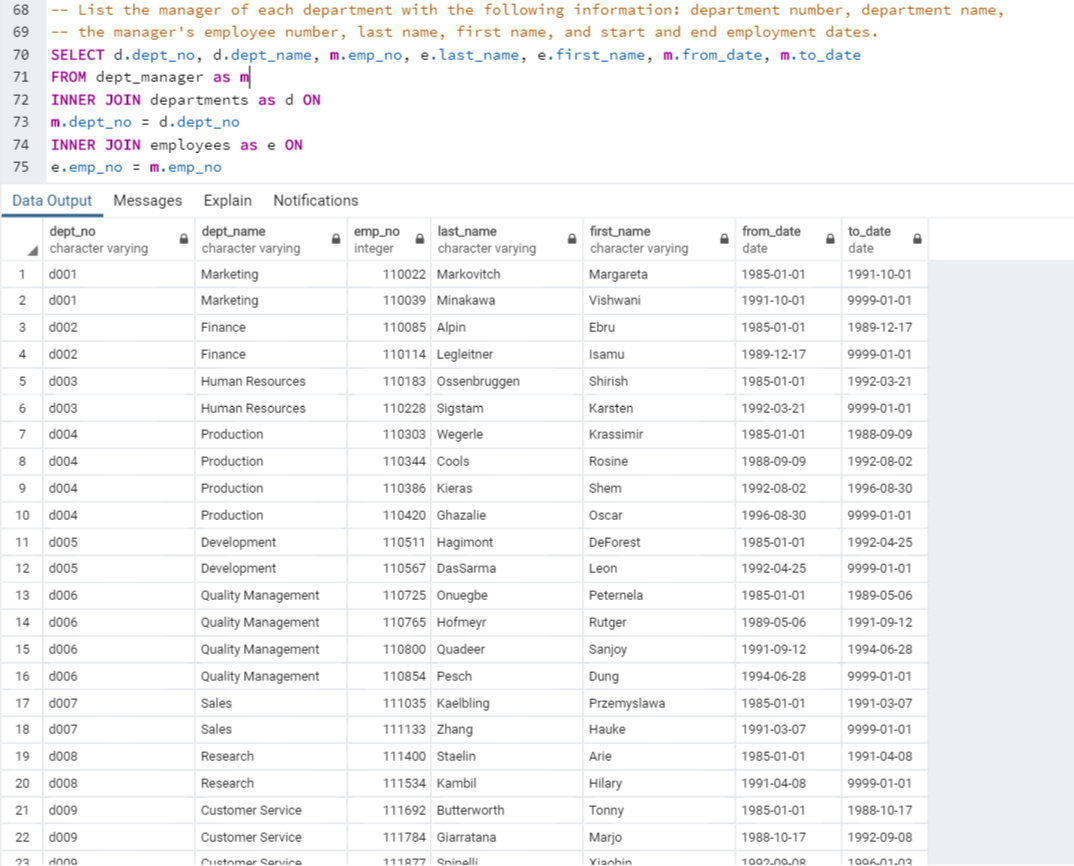 68 -- List the manager of each department with the following information: department number, department name,
69 -- the manager's employee number, last name, first name, and start and end employment dates.
70 SELECT d.dept_no, d.dept_name, m.emp_no, e.last_name, e.first_name, m.from_date, m.to_date
71 FROM dept_manager as m
72 INNER JOIN departments as d ON
73 m.dept_no = d.dept_no
74 INNER JOIN employees as e ON
75 e.emp_no = m.emp_no
Data Output Messages Explain Notifications
dept_no dept_name emp_no last_name first_name from_date to_date
character varying character varying integer character varying character varying date date
1 d001 Marketing 110022 Markovitch Margareta 1985-01-01 1991-10-01
2 d001 Marketing 110039 Minakawa Vishwani 1991-10-01 9999-01-01
3 d002 Finance 110085 Alpin Ebru 1985-01-01 1989-12-17
4 d002 Finance 110114 Legleitner Isamu 1989-12-17 9999-01-01
5 d003 Human Resources 110183 Ossenbruggen Shirish 1985-01-01 1992-03-21
6 d003 Human Resources 110228 Sigstam Karsten 1992-03-21 9999-01-01
7 d004 Production 110303 Wegerle Krassimir 1985-01-01 1988-09-09
8 d004 Production 110344 Cools Rosine 1988-09-09 1992-08-02
9 d004 Production 110386 Kieras Shem 1992-08-02 1996-08-30
10 d004 Production 110420 Ghazalie Oscar 1996-08-30 9999-01-01
11 d005 Development 110511 Hagimont DeForest 1985-01-01 1992-04-25
12 d005 Development 110567 DasSarma Leon 1992-04-25 9999-01-01
13 d006 Quality Management 110725 Onuegbe Peternela 1985-01-01 1989-05-06
14 d006 Quality Management 110765 Hofmeyr Rutger 1989-05-06 1991-09-12
15 d006 Quality Management 110800 Quadeer Sanjoy 1991-09-12 1994-06-28
16 d006 Quality Management 110854 Pesch Dung 1994-06-28 9999-01-01
17 d007 Sales 111035 Kaelbling Przemyslawa 1985-01-01 1991-03-07
18 d007 Sales 111133 Zhang Hauke 1991-03-07 9999-01-01
19 d008 Research 111400 Staelin Arie 1985-01-01 1991-04-08
20 d008 Research 111534 Kambil Hilary 1991-04-08 9999-01-01
21 d009 Customer Service 111692 Butterworth Tonny 1985-01-01 1988-10-17
22 d009 Customer Service 111784 Giarratana Marjo 1988-10-17 1992-09-08
23 d009 Customer Service 111877 Spinelli Xiaobin 1992-09-08 1996-01-03